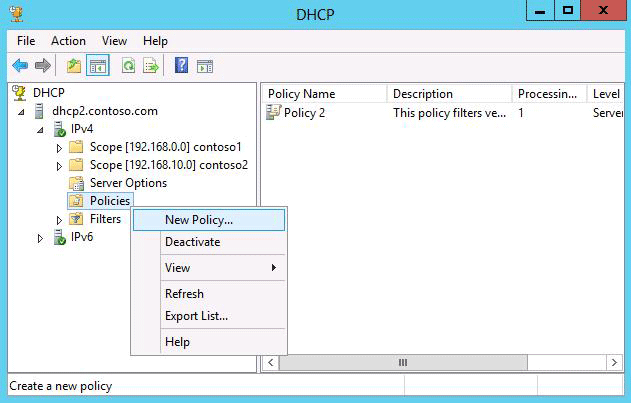 DHCP
File Action View Help
DHCP
dhcp2.contoso.com
IPv4
Scope [192.168.0.0] contoso1
Scope [192.168.10.0] contoso2
Server Options
Policies
Filters
IPv6
New Policy...
Deactivate
View
Refresh
Export List...
Help
Policy Name Description Processin... Level
Policy 2 This policy filters ve... 1 Server
Create a new policy